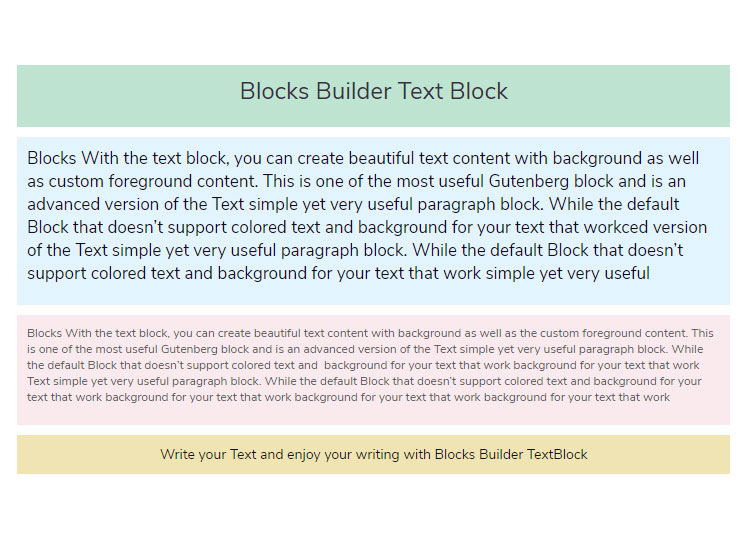 Blocks Builder Text Block
Blocks With the text block, you can create beautiful text content with background as well
as custom foreground content. This is one of the most useful Gutenberg block and is an
advanced version of the Text simple yet very useful paragraph block. While the default
Block that doesn’t support colored text and background for your text that workced version
of the Text simple yet very useful paragraph block. While the default Block that doesn’t
support colored text and background for your text that work simple yet very useful
Blocks With the text block, you can create beautiful text content with background as well as the custom foreground content. This
is one of the most useful Gutenberg block and is an advanced version of the Text simple yet very useful paragraph block. While
the default Block that doesn’t support colored text and  background for your text that work background for your text that work
Text simple yet very useful paragraph block. While the default Block that doesn’t support colored text and background for your
text that work background for your text that work background for your text that work background for your text that work
Write your Text and enjoy your writing with Blocks Builder TextBlock